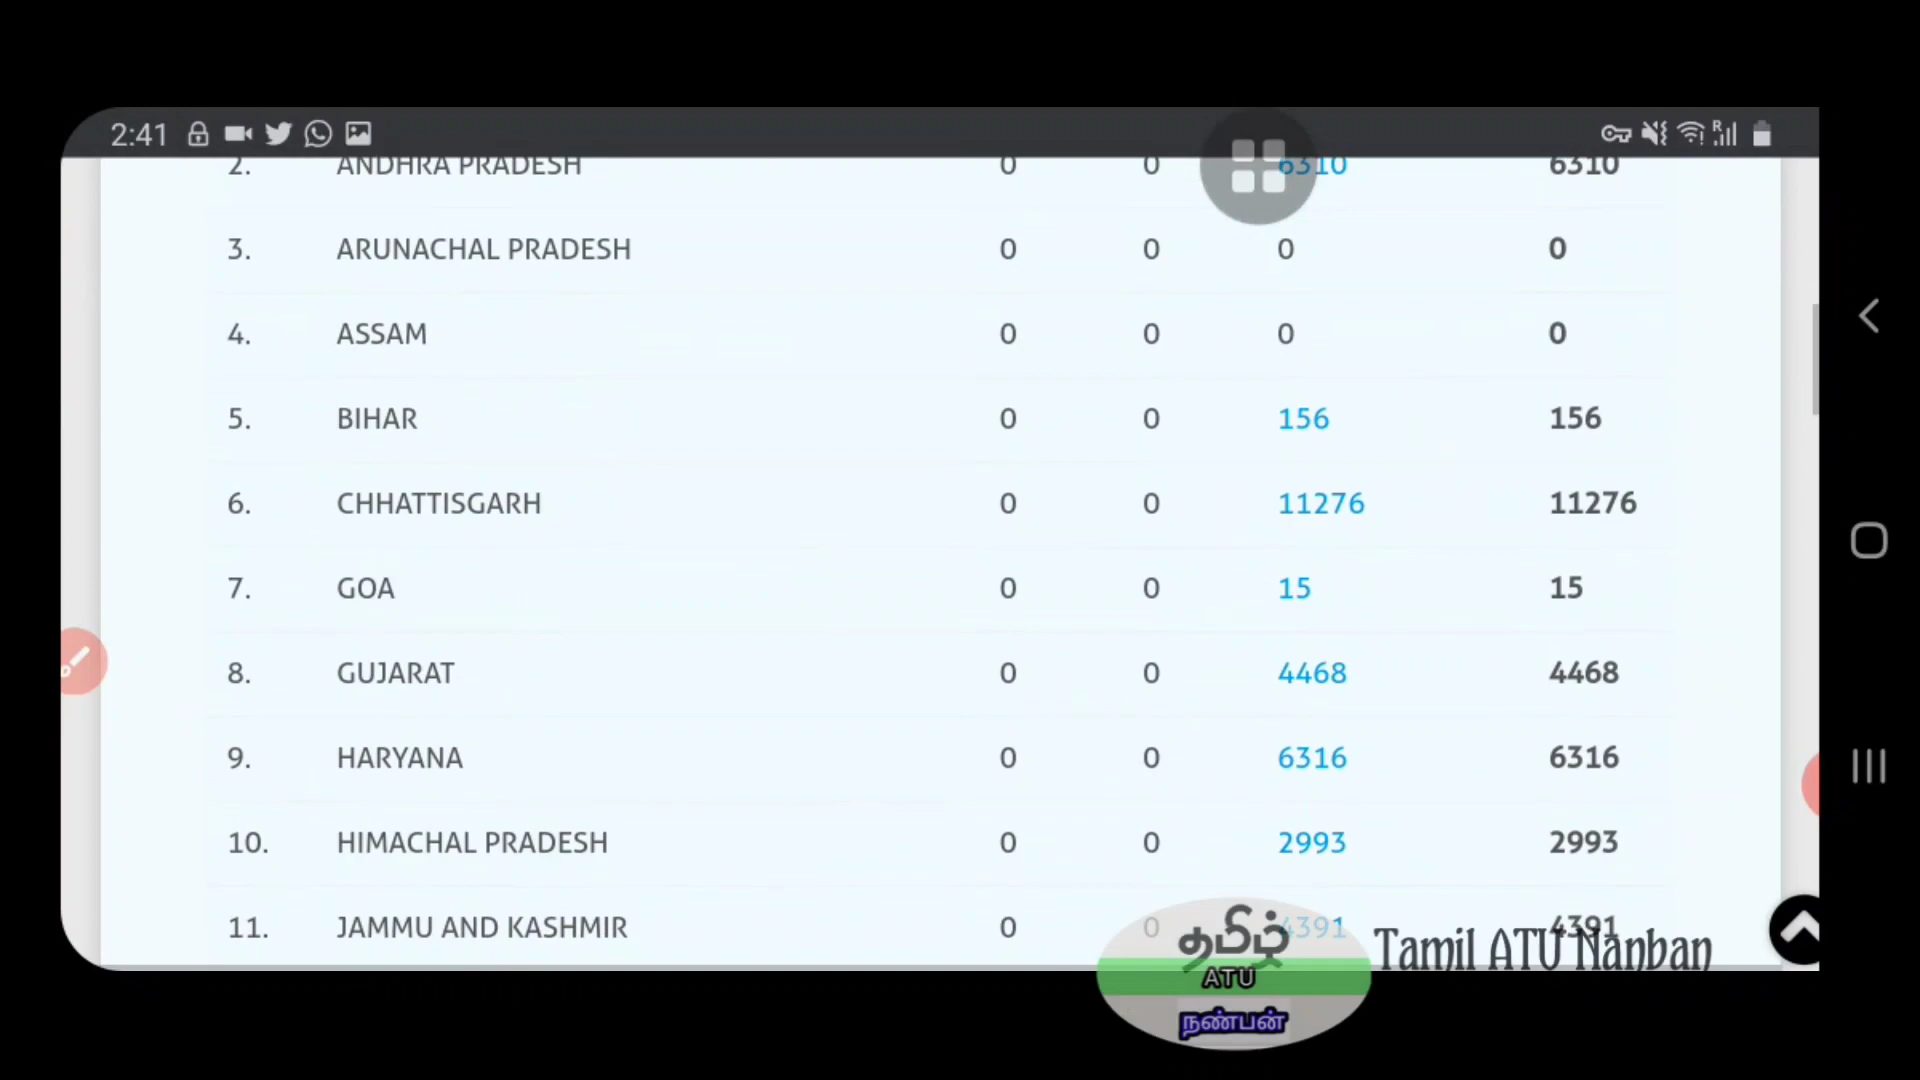 2:41
2. ANDHRA PRADESH 0 0 6310 6310
3. ARUNACHAL PRADESH 0 0 0 0
4. ASSAM 0 0 0 0
5. BIHAR 0 0 156 156
6. CHHATTISGARH 0 0 11276 11276
7. GOA 0 0 15 15
8. GUJARAT 0 0 4468 4468
9. HARYANA 0 0 6316 6316
10. HIMACHAL PRADESH 0 0 2993 2993
11. JAMMU AND KASHMIR 0 0 4391 4391
தமிழ்
ATU
நண்பன்
Tamil ATU Nanban